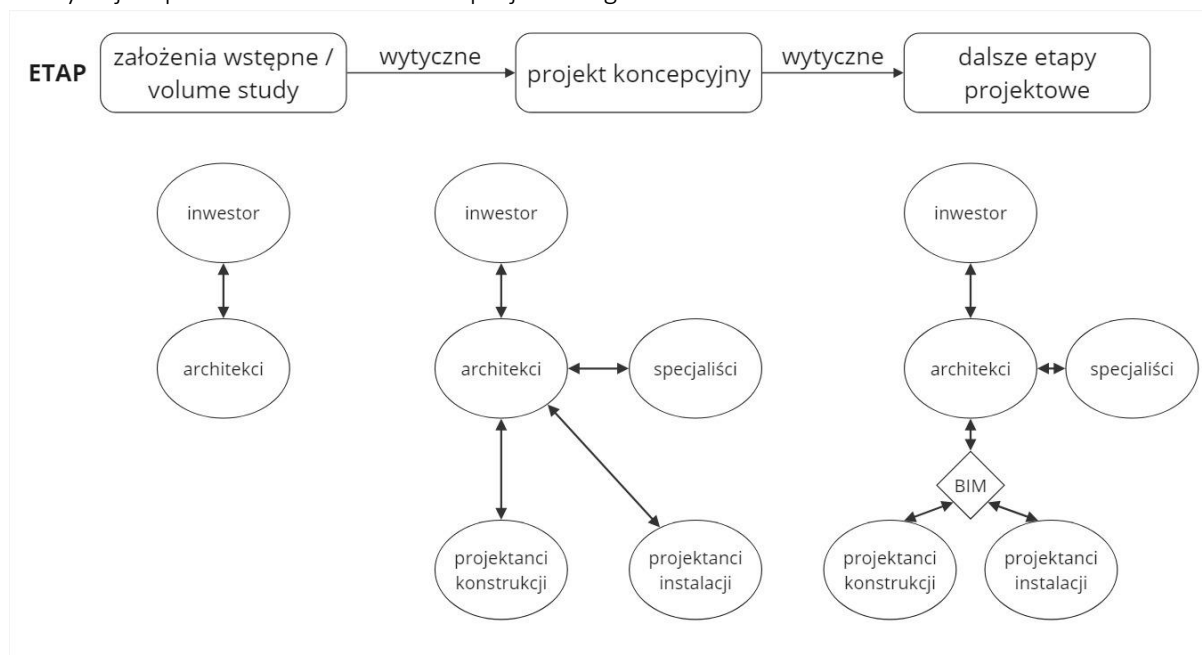 ETAP
założenia wstępne /
volume study
wytyczne
projekt koncepcyjny
wytyczne
dalsze etapy
projektowe
inwestor
inwestor
inwestor
architekci
architekci
specjaliści
architekci
specjaliści
BIM
projektanci
konstrukcji
projektanci
instalacji
projektanci
konstrukcji
projektanci
instalacji